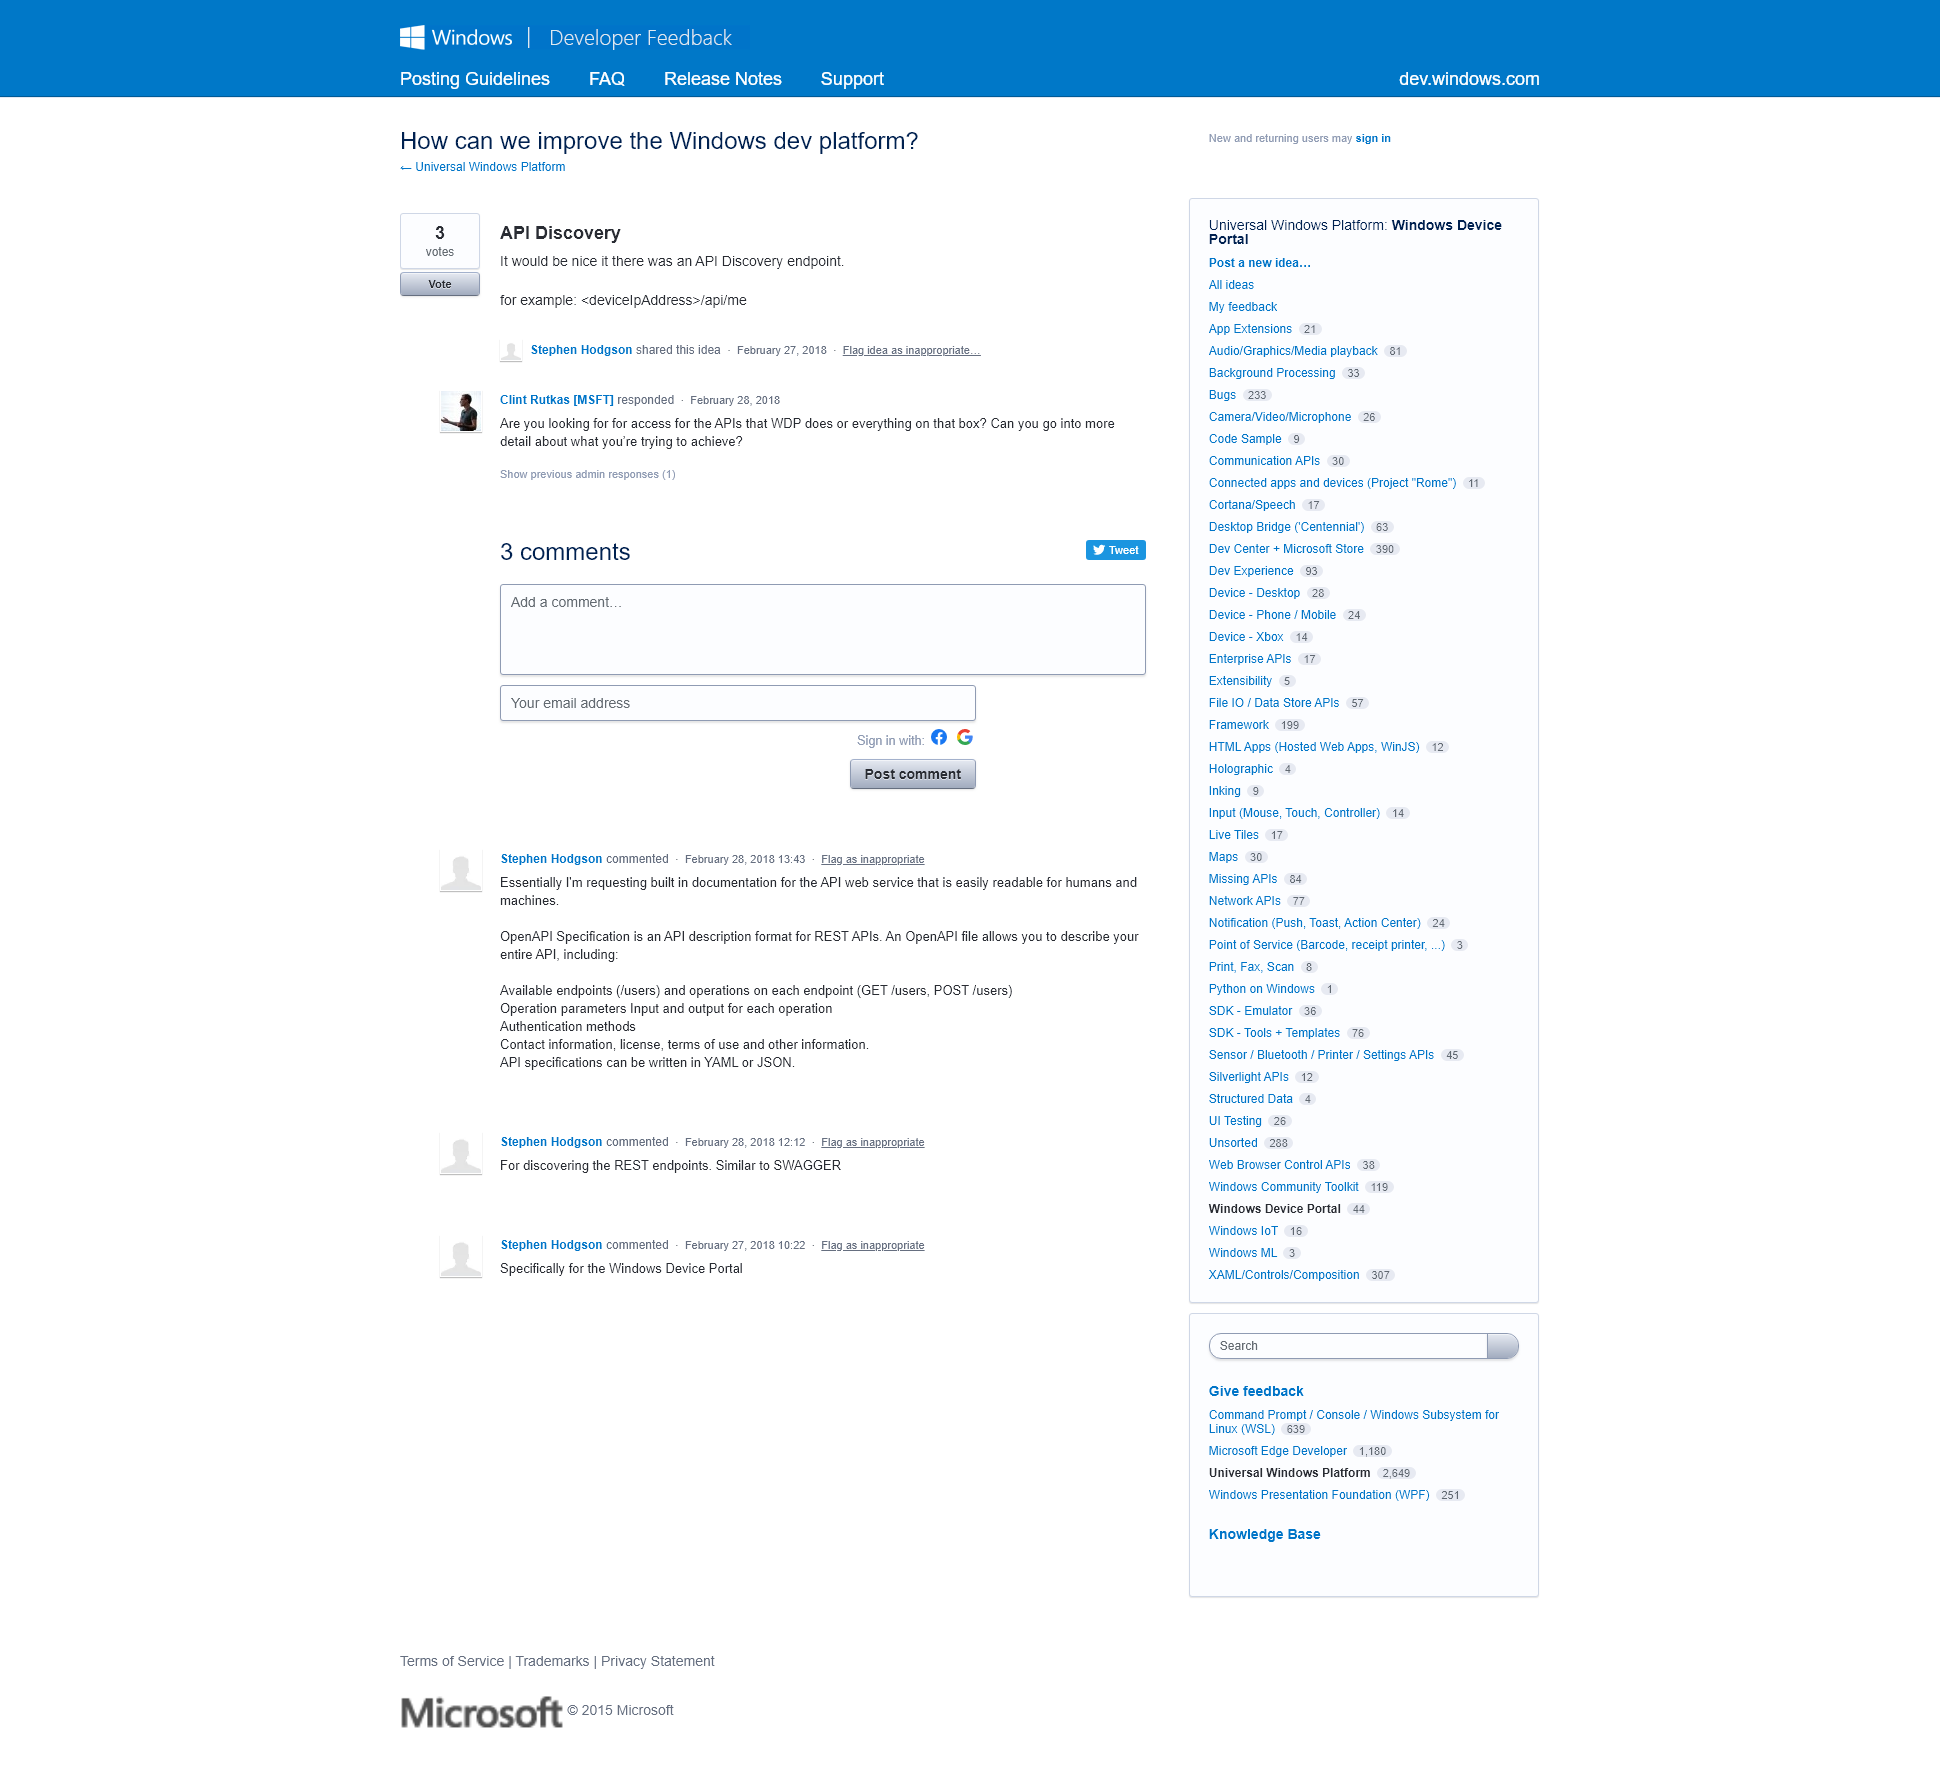 Windows | Developer Feedback
Posting Guidelines FAQ Release Notes Support dev.windows.com
How can we improve the Windows dev platform?
← Universal Windows Platform
New and returning users may sign in
3
votes
Vote
API Discovery
It would be nice it there was an API Discovery endpoint.
for example: <deviceIpAddress>/api/me
Stephen Hodgson shared this idea · February 27, 2018 · Flag idea as inappropriate…
Clint Rutkas [MSFT] responded · February 28, 2018
Are you looking for for access for the APIs that WDP does or everything on that box? Can you go into more
detail about what you're trying to achieve?
Show previous admin responses (1)
3 comments
Tweet
Add a comment…
Your email address
Sign in with:
Post comment
Stephen Hodgson commented · February 28, 2018 13:43 · Flag as inappropriate
Essentially I'm requesting built in documentation for the API web service that is easily readable for humans and
machines.
OpenAPI Specification is an API description format for REST APIs. An OpenAPI file allows you to describe your
entire API, including:
Available endpoints (/users) and operations on each endpoint (GET /users, POST /users)
Operation parameters Input and output for each operation
Authentication methods
Contact information, license, terms of use and other information.
API specifications can be written in YAML or JSON.
Stephen Hodgson commented · February 28, 2018 12:12 · Flag as inappropriate
For discovering the REST endpoints. Similar to SWAGGER
Stephen Hodgson commented · February 27, 2018 10:22 · Flag as inappropriate
Specifically for the Windows Device Portal
Universal Windows Platform: Windows Device
Portal
Post a new idea…
All ideas
My feedback
App Extensions 21
Audio/Graphics/Media playback 81
Background Processing 33
Bugs 233
Camera/Video/Microphone 26
Code Sample 9
Communication APIs 30
Connected apps and devices (Project "Rome") 11
Cortana/Speech 17
Desktop Bridge ('Centennial') 63
Dev Center + Microsoft Store 390
Dev Experience 93
Device - Desktop 28
Device - Phone / Mobile 24
Device - Xbox 14
Enterprise APIs 17
Extensibility 5
File IO / Data Store APIs 57
Framework 199
HTML Apps (Hosted Web Apps, WinJS) 12
Holographic 4
Inking 9
Input (Mouse, Touch, Controller) 14
Live Tiles 17
Maps 30
Missing APIs 84
Network APIs 77
Notification (Push, Toast, Action Center) 24
Point of Service (Barcode, receipt printer, ...) 3
Print, Fax, Scan 8
Python on Windows 1
SDK - Emulator 36
SDK - Tools + Templates 76
Sensor / Bluetooth / Printer / Settings APIs 45
Silverlight APIs 12
Structured Data 4
UI Testing 26
Unsorted 288
Web Browser Control APIs 38
Windows Community Toolkit 119
Windows Device Portal 44
Windows IoT 16
Windows ML 3
XAML/Controls/Composition 307
Search
Give feedback
Command Prompt / Console / Windows Subsystem for
Linux (WSL) 639
Microsoft Edge Developer 1,180
Universal Windows Platform 2,649
Windows Presentation Foundation (WPF) 251
Knowledge Base
Terms of Service | Trademarks | Privacy Statement
Microsoft © 2015 Microsoft